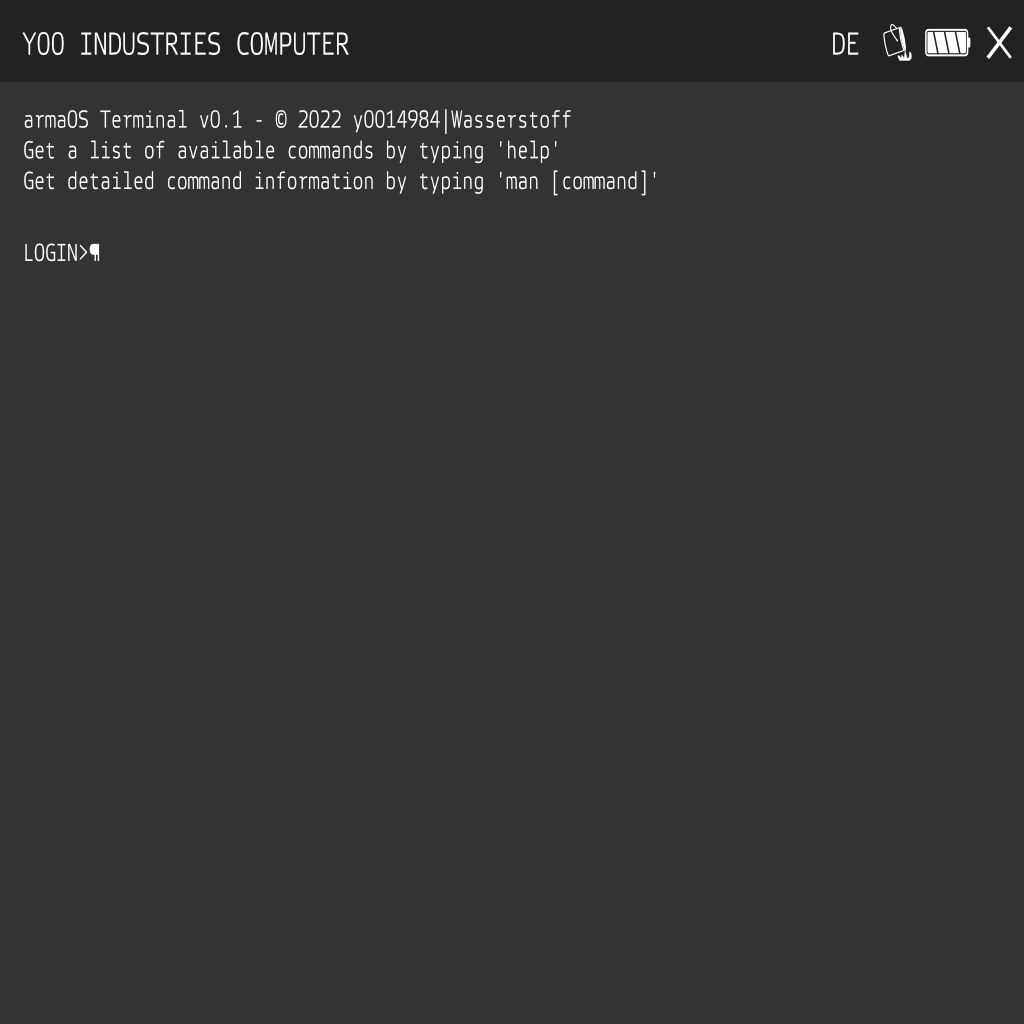 YOO INDUSTRIES COMPUTER DE X
armaOS Terminal v0.1 - © 2022 y0014984|Wasserstoff
Get a list of available commands by typing 'help'
Get detailed command information by typing 'man [command]'
LOGIN>¶